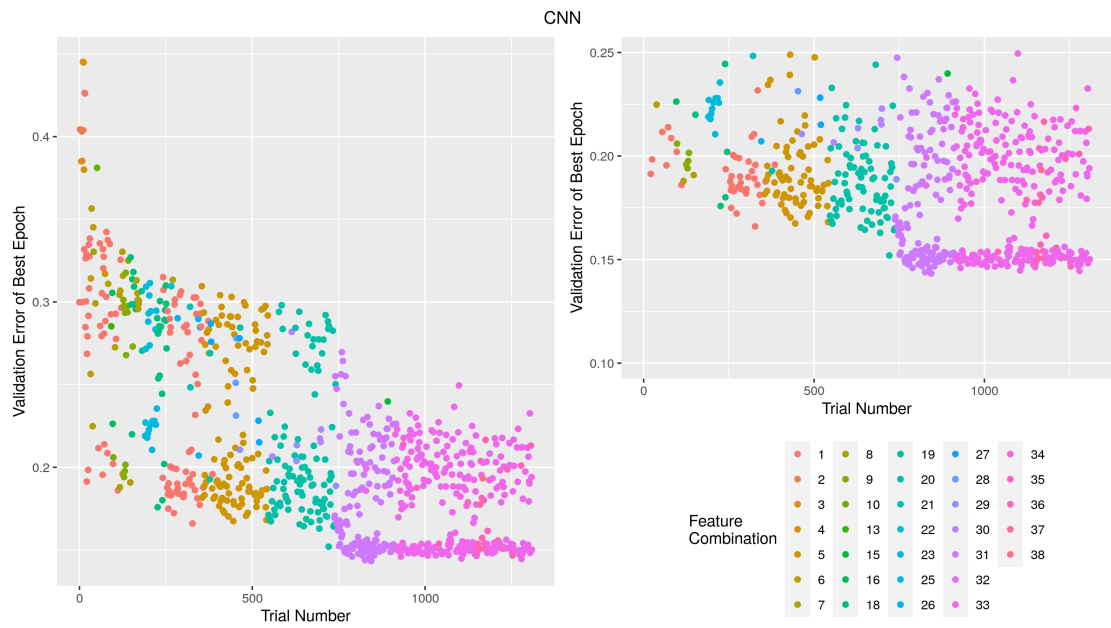 CNN
Validation Error of Best Epoch
0.4
0.3
0.2
0 500 1000
Trial Number
Validation Error of Best Epoch
0.25
0.20
0.15
0.10
0 500 1000
Trial Number
Feature
Combination
1 8 19 27 34
2 9 20 28 35
3 10 21 29 36
4 13 22 30 37
5 15 23 31 38
6 16 25 32
7 18 26 33